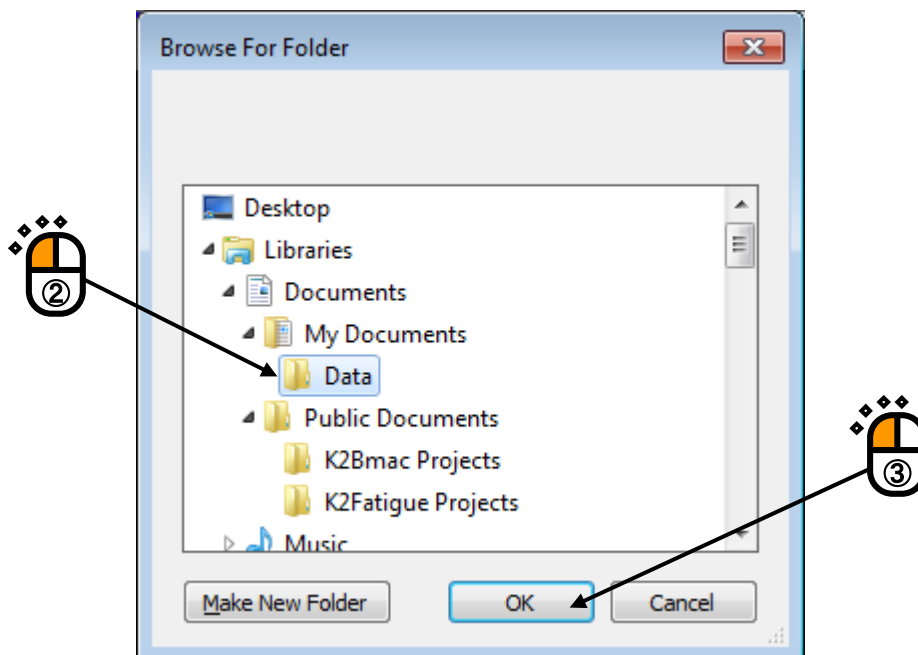 Browse For Folder
Desktop
Libraries
Documents
My Documents
②
Data
Public Documents
K2Bmac Projects
③
K2Fatigue Projects
Music
Make New Folder
OK
Cancel